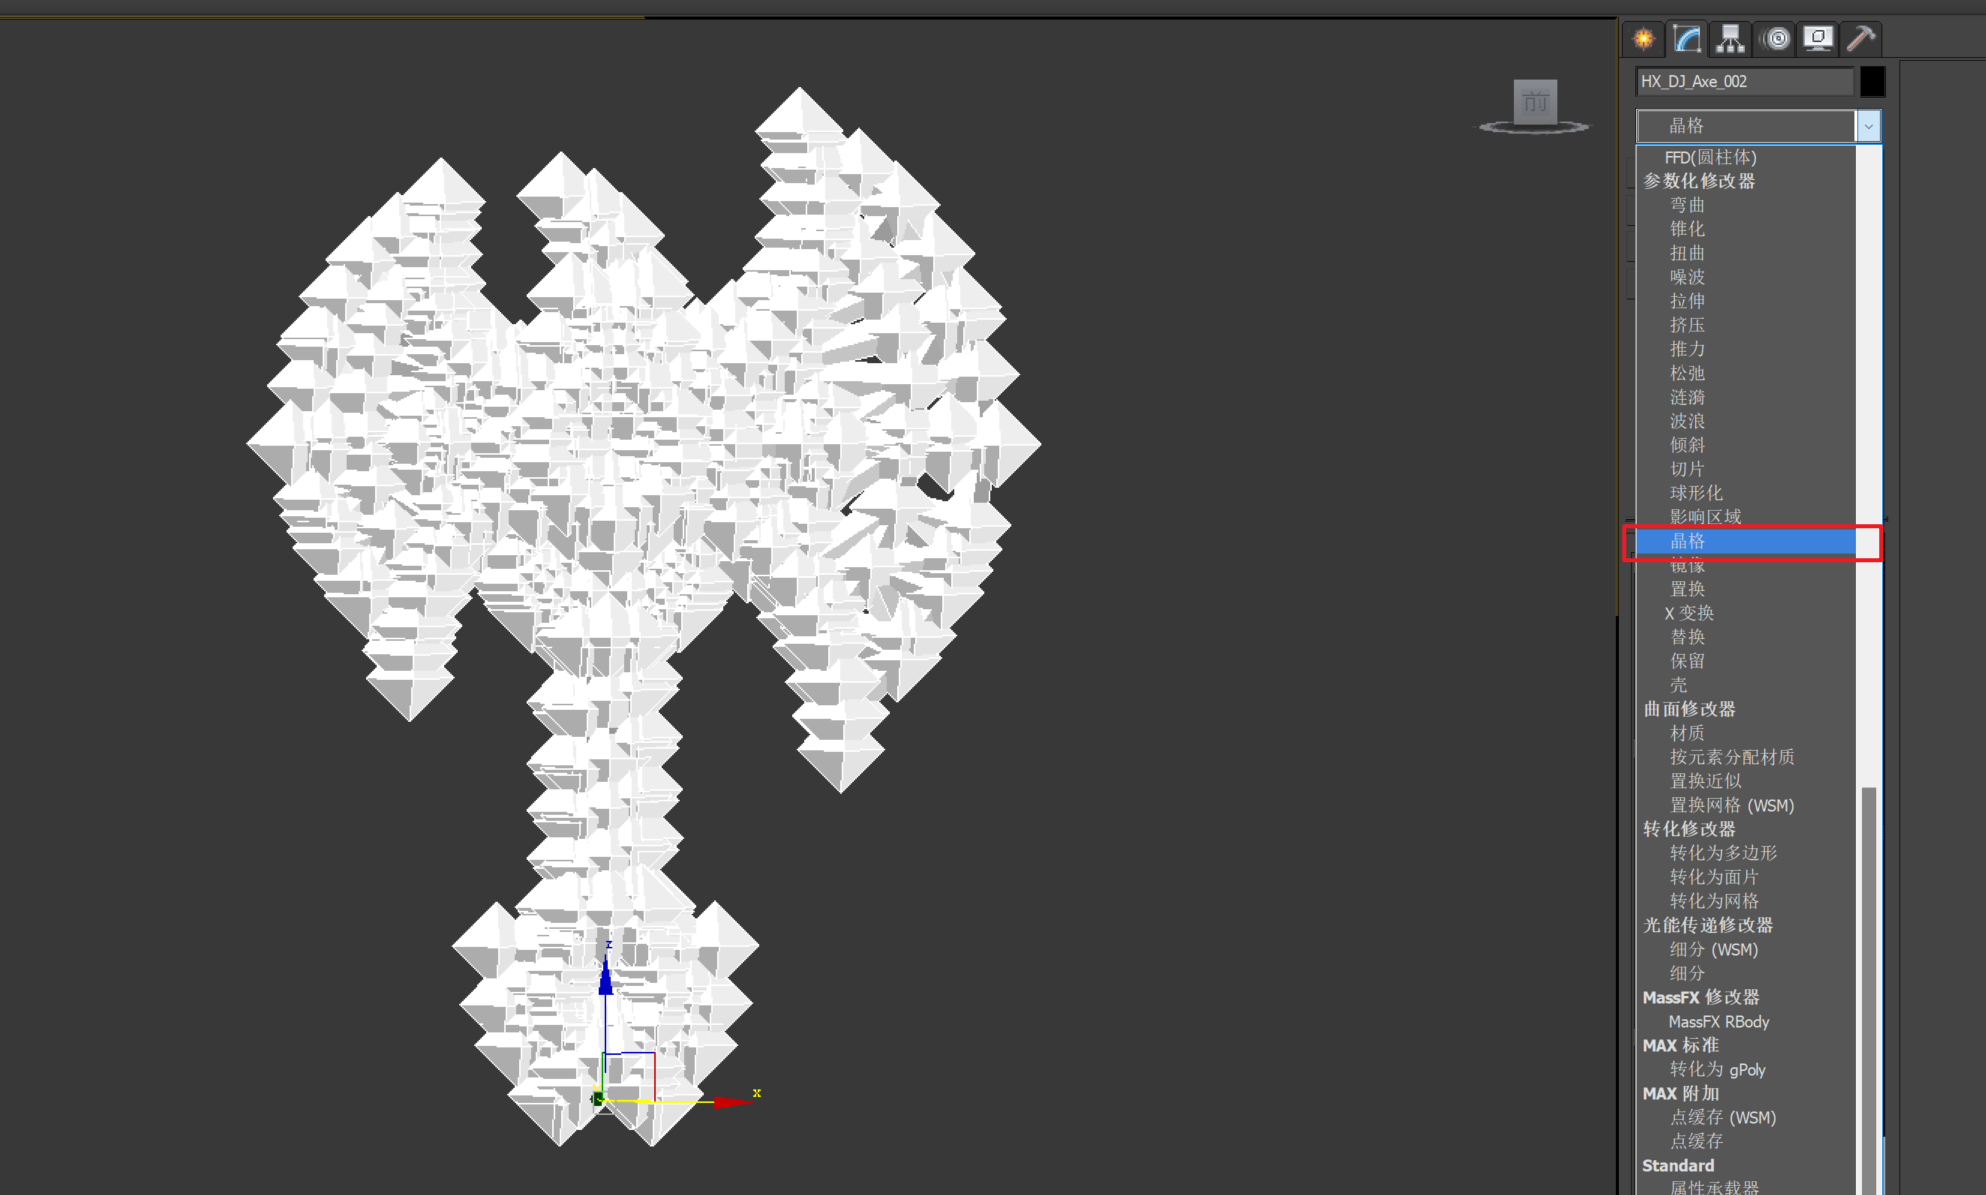 前
HX_DJ_Axe_002
晶格
FFD(圆柱体)
参数化修改器
弯曲
锥化
扭曲
噪波
拉伸
挤压
推力
松弛
涟漪
波浪
倾斜
切片
球形化
影响区域
晶格
镜像
置换
X 变换
替换
保留
壳
曲面修改器
材质
按元素分配材质
置换近似
置换网格 (WSM)
转化修改器
转化为多边形
转化为面片
转化为网格
光能传递修改器
细分 (WSM)
细分
MassFX 修改器
MassFX RBody
MAX 标准
转化为 gPoly
MAX 附加
点缓存 (WSM)
点缓存
Standard
属性承载器
z
x